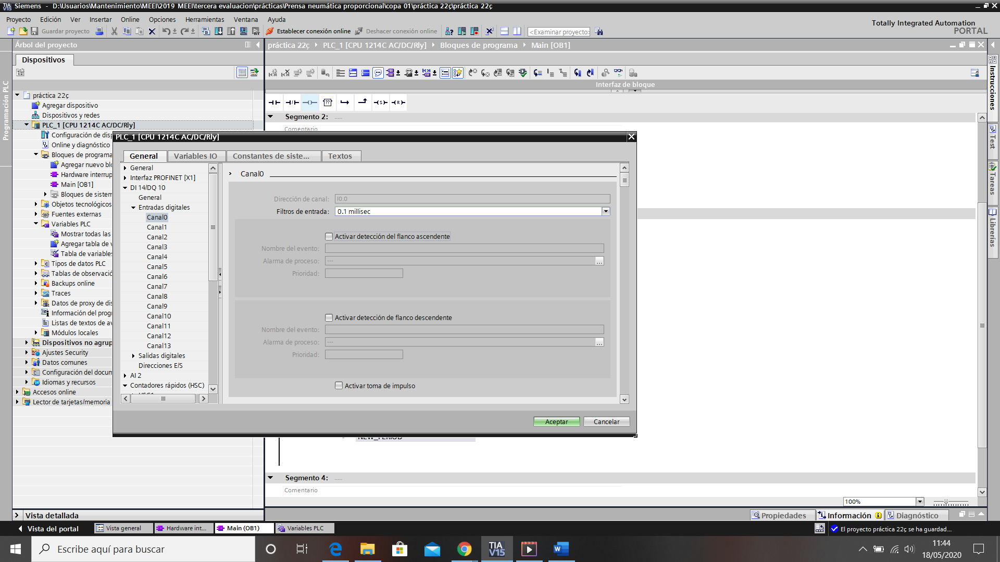 Siemens - D:\Usuarios\Mantenimiento\MEEI\2019 MEEI\tercera evaluacion\prácticas\Prensa neumática proporcional\copa 01\práctica 22ç\práctica 22ç
Proyecto Edición Ver Insertar Online Opciones Herramientas Ventana Ayuda
Totally Integrated Automation
PORTAL
Guardar proyecto Establecer conexión online Deshacer conexión online <Examinar proyecto>
Árbol del proyecto
práctica 22ç PLC_1 [CPU 1214C AC/DC/Rly] Bloques de programa Main [OB1]
Dispositivos
Interfaz de bloque
Programación PLC
práctica 22ç
Agregar dispositivo
Dispositivos y redes
PLC_1 [CPU 1214C AC/DC/Rly]
Configuración de disp
Online y diagnóstico
Bloques de programa
Agregar nuevo blo
Hardware interrup
Main [OB1]
Bloques de sistem
Objetos tecnológicos
Fuentes externas
Variables PLC
Mostrar todas las
Agregar tabla de v
Tabla de variables
Tipos de datos PLC
Tablas de observació
Backups online
Traces
Datos de proxy de dis
Información del progr
Listas de textos de av
Módulos locales
Dispositivos no agrup
Ajustes Security
Datos comunes
Configuración del docum
Idiomas y recursos
Accesos online
Lector de tarjetas/memoria
Segmento 2: .....
Comentario
PLC_1 [CPU 1214C AC/DC/Rly]
General Variables IO Constantes de siste... Textos
General
Interfaz PROFINET [X1]
DI 14/DQ 10
General
Entradas digitales
Canal0
Canal1
Canal2
Canal3
Canal4
Canal5
Canal6
Canal7
Canal8
Canal9
Canal10
Canal11
Canal12
Canal13
Salidas digitales
Direcciones E/S
AI 2
Contadores rápidos (HSC)
Canal0
Dirección de canal: I0.0
Filtros de entrada: 0.1 millisec
Activar detección del flanco ascendente
Nombre del evento:
Alarma de proceso: --- ...
Prioridad:
Activar detección de flanco descendente
Nombre del evento:
Alarma de proceso: --- ...
Prioridad:
Activar toma de impulso
Aceptar Cancelar
NEW_PERIOD
Segmento 4: .....
Comentario
100%
Instrucciones
Test
Tareas
Librerías
Vista detallada
Propiedades Información Diagnóstico
Vista del portal Vista general Hardware int... Main (OB1) Variables PLC
El proyecto práctica 22ç se ha guardad...
Escribe aquí para buscar
TIA V15
11:44
18/05/2020